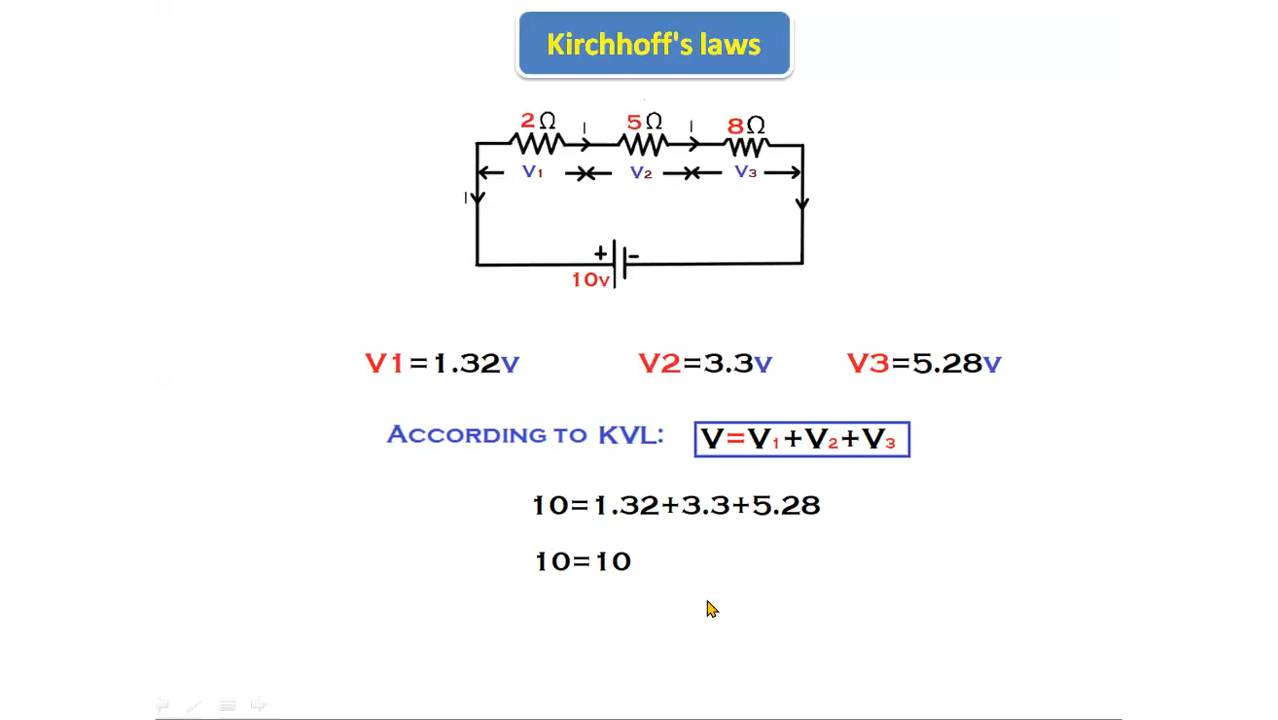 Kirchhoff's laws
2Ω I 5Ω I 8Ω
V1 V2 V3
I
+ -
10v
V1=1.32v V2=3.3v V3=5.28v
According to KVL: V=V1+V2+V3
10=1.32+3.3+5.28
10=10